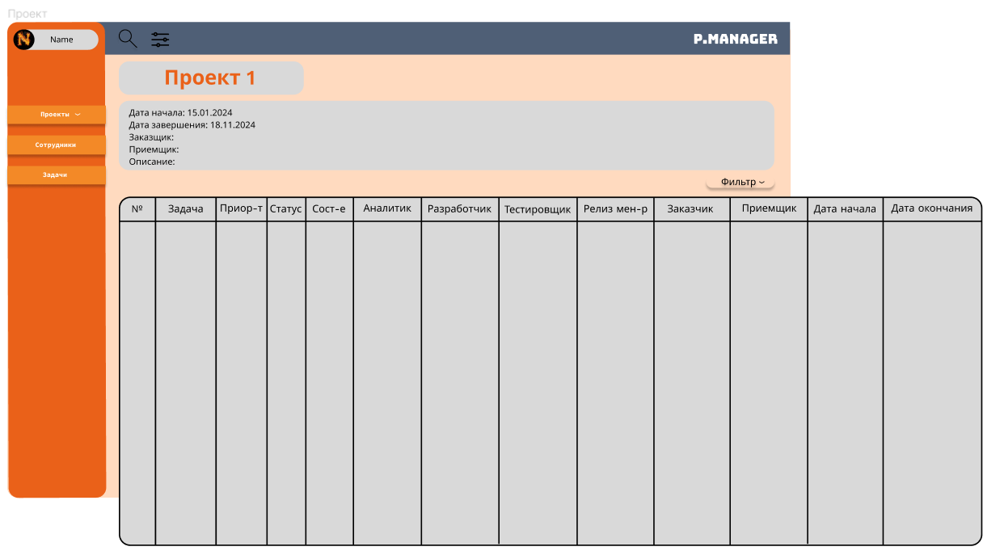 Проект
Name
P.MANAGER
Проект 1
Проекты
Сотрудники
Задачи
Дата начала: 15.01.2024
Дата завершения: 18.11.2024
Заказщик:
Приемщик:
Описание:
Фильтр
№ Задача Приор-т Статус Сост-е Аналитик Разработчик Тестировщик Релиз мен-р Заказчик Приемщик Дата начала Дата окончания